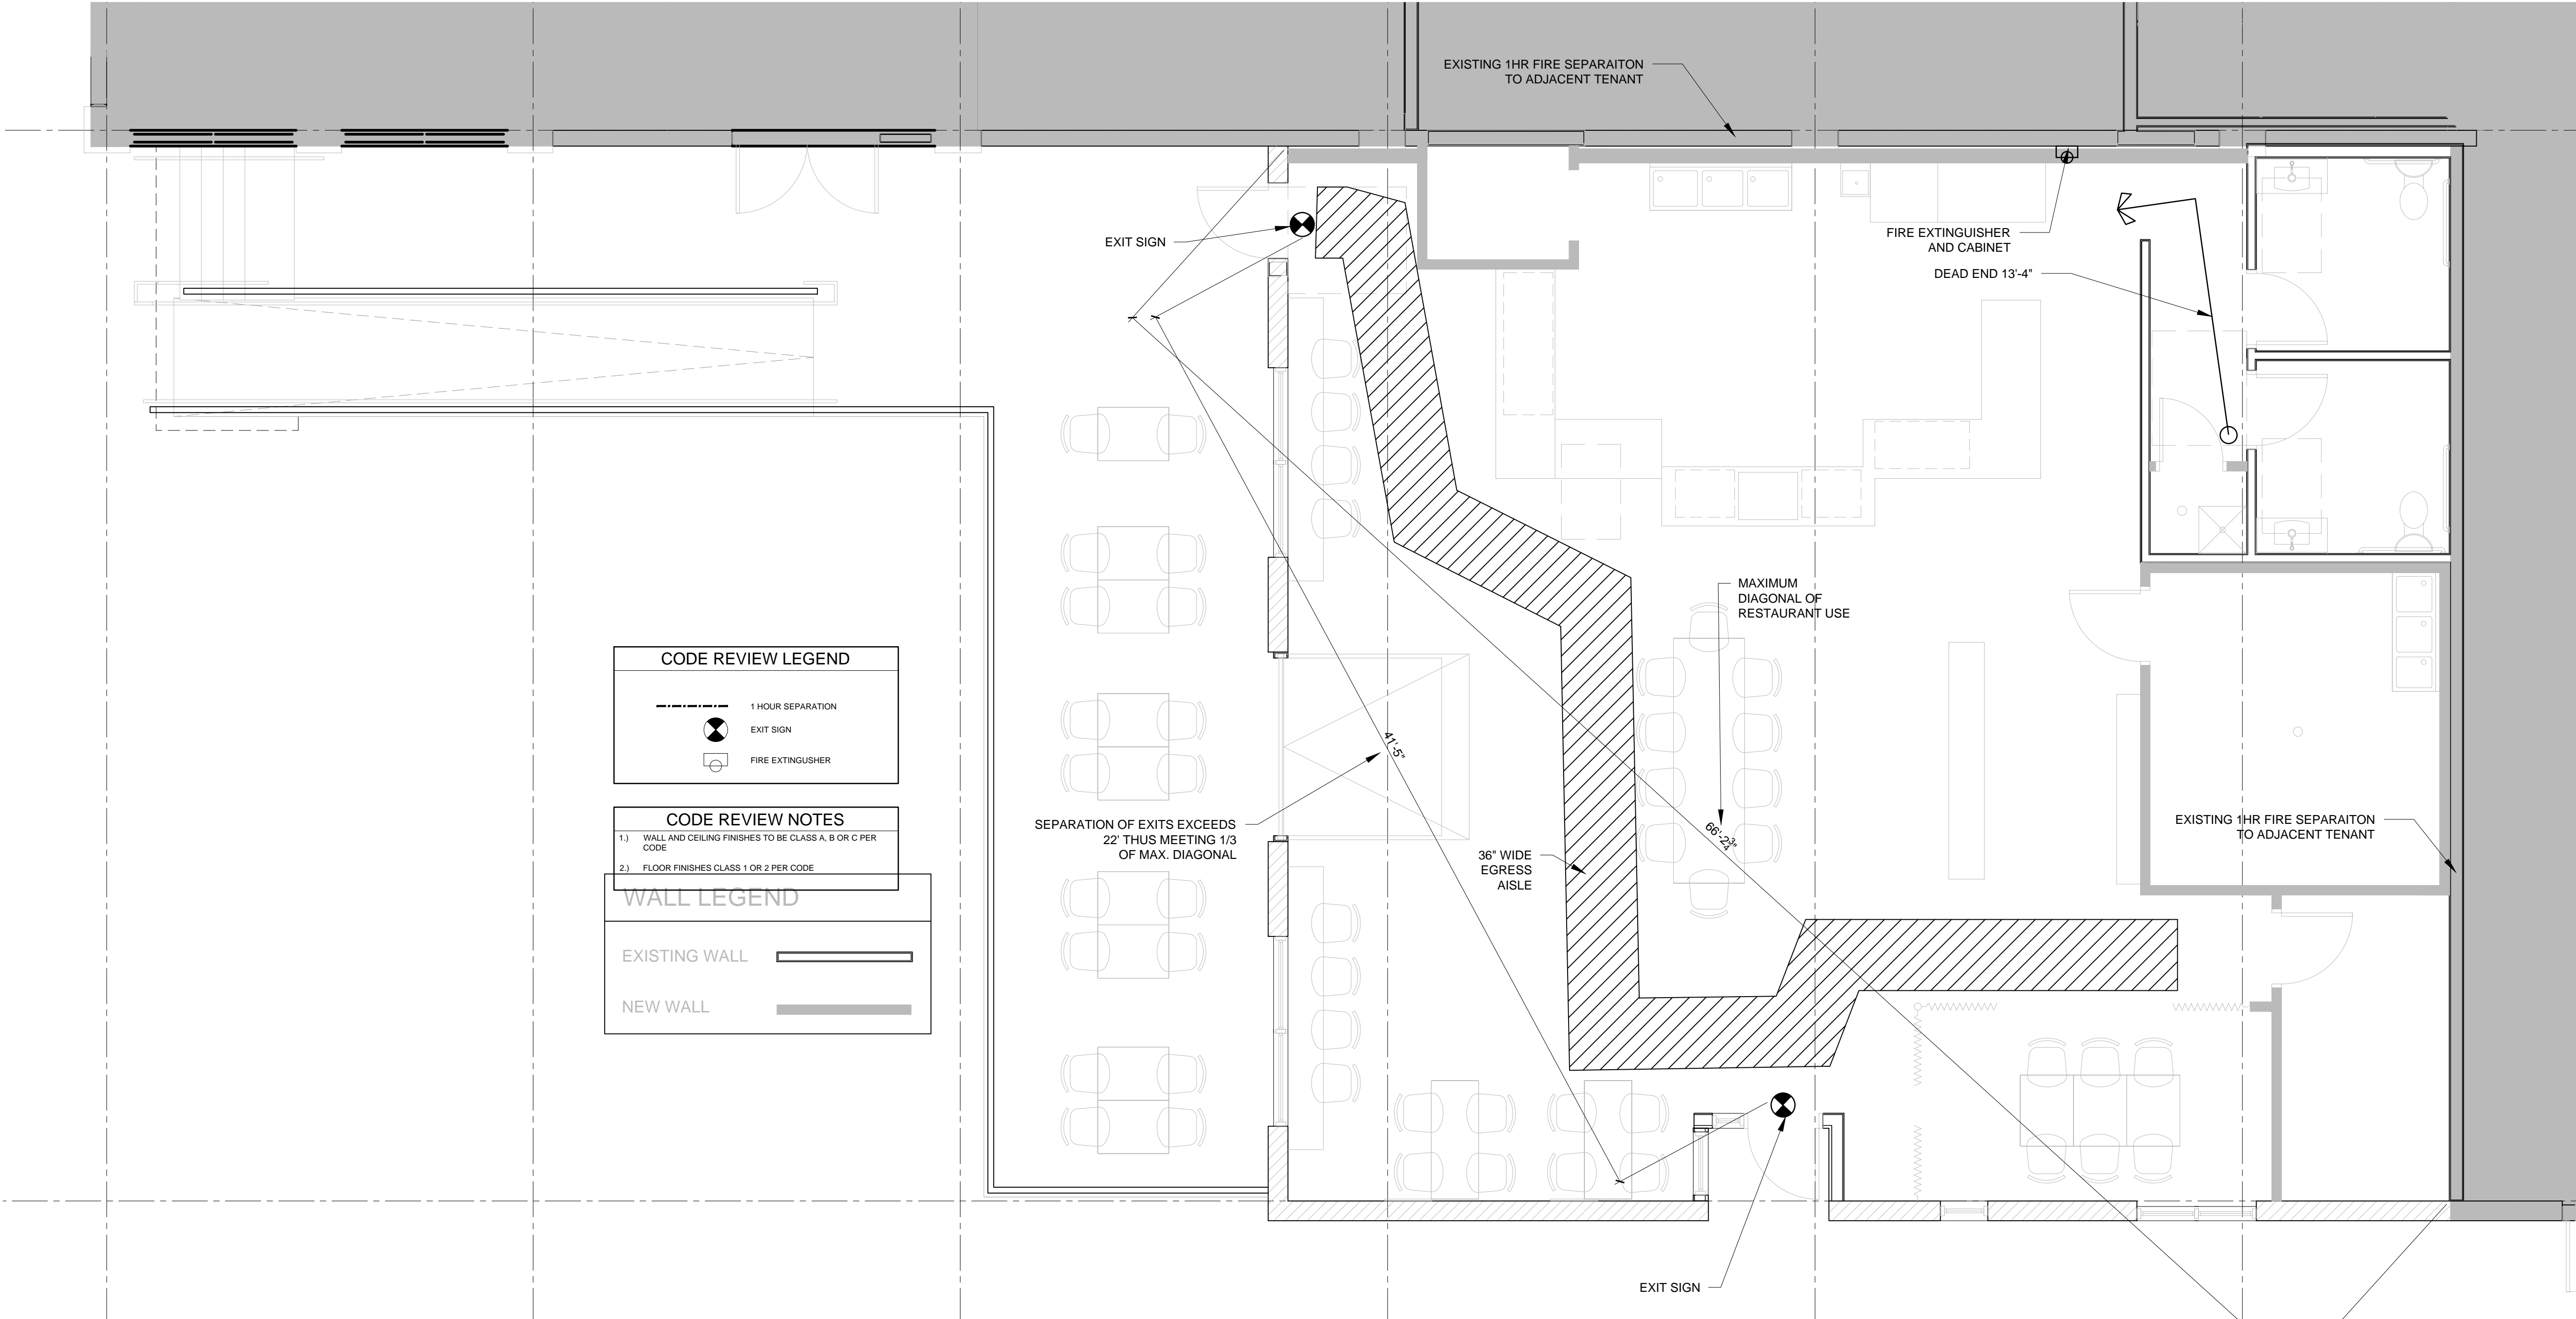 EXISTING 1HR FIRE SEPARAITON
TO ADJACENT TENANT
EXIT SIGN
FIRE EXTINGUISHER
AND CABINET
DEAD END 13'-4"
MAXIMUM
DIAGONAL OF
RESTAURANT USE
CODE REVIEW LEGEND
1 HOUR SEPARATION
EXIT SIGN
FIRE EXTINGUSHER
41'-5"
SEPARATION OF EXITS EXCEEDS
22' THUS MEETING 1/3
OF MAX. DIAGONAL
66'-2 3/4"
36" WIDE
EGRESS
AISLE
EXISTING 1HR FIRE SEPARAITON
TO ADJACENT TENANT
CODE REVIEW NOTES
1.) WALL AND CEILING FINISHES TO BE CLASS A, B OR C PER
CODE
2.) FLOOR FINISHES CLASS 1 OR 2 PER CODE
WALL LEGEND
EXISTING WALL
NEW WALL
EXIT SIGN